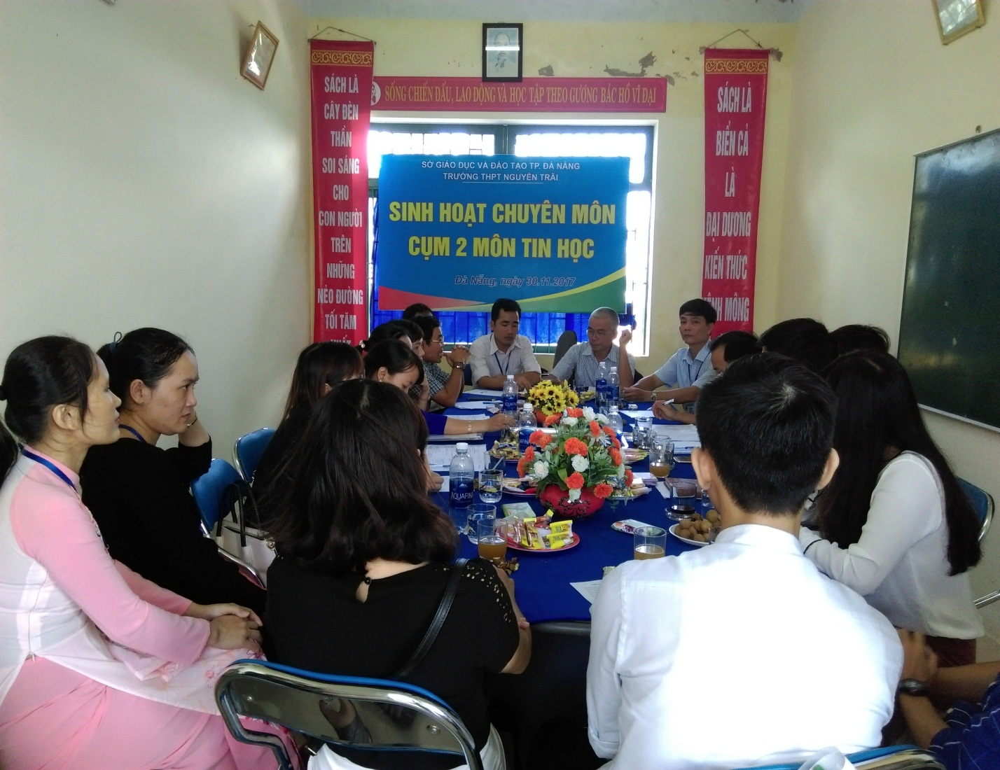 SỐNG CHIẾN ĐẤU, LAO ĐỘNG VÀ HỌC TẬP THEO GƯƠNG BÁC HỒ VĨ ĐẠI
SÁCH LÀ
CÂY ĐÈN
THẦN
SOI SÁNG
CHO
CON NGƯỜI
TRÊN
NHỮNG
NẺO ĐƯỜNG
TỐI TĂM
NHẤT
SỞ GIÁO DỤC VÀ ĐÀO TẠO TP. ĐÀ NẴNG
TRƯỜNG THPT NGUYỄN TRÃI
SINH HOẠT CHUYÊN MÔN
CỤM 2 MÔN TIN HỌC
Đà Nẵng, ngày 30.11.2017
SÁCH LÀ
BIỂN CẢ
LÀ
ĐẠI DƯƠNG
KIẾN THỨC
MÊNH MÔNG
AQUAFINA